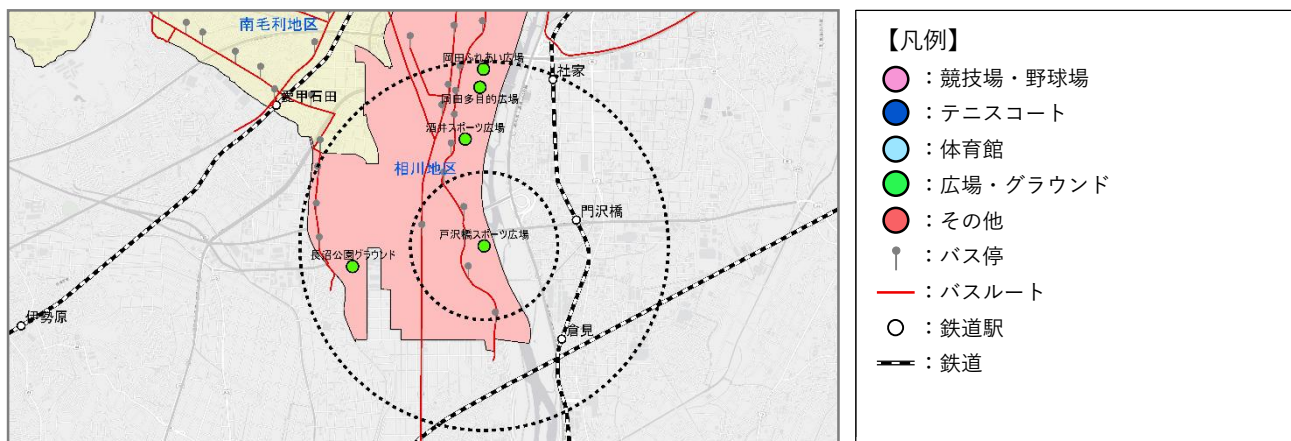 南毛利地区
岡田ふれあい広場
社家
愛甲石田
岡田多目的広場
酒井スポーツ広場
相川地区
門沢橋
戸沢橋スポーツ広場
長沼公園グラウンド
伊勢原
倉見
【凡例】
：競技場・野球場
：テニスコート
：体育館
：広場・グラウンド
：その他
：バス停
：バスルート
：鉄道駅
：鉄道